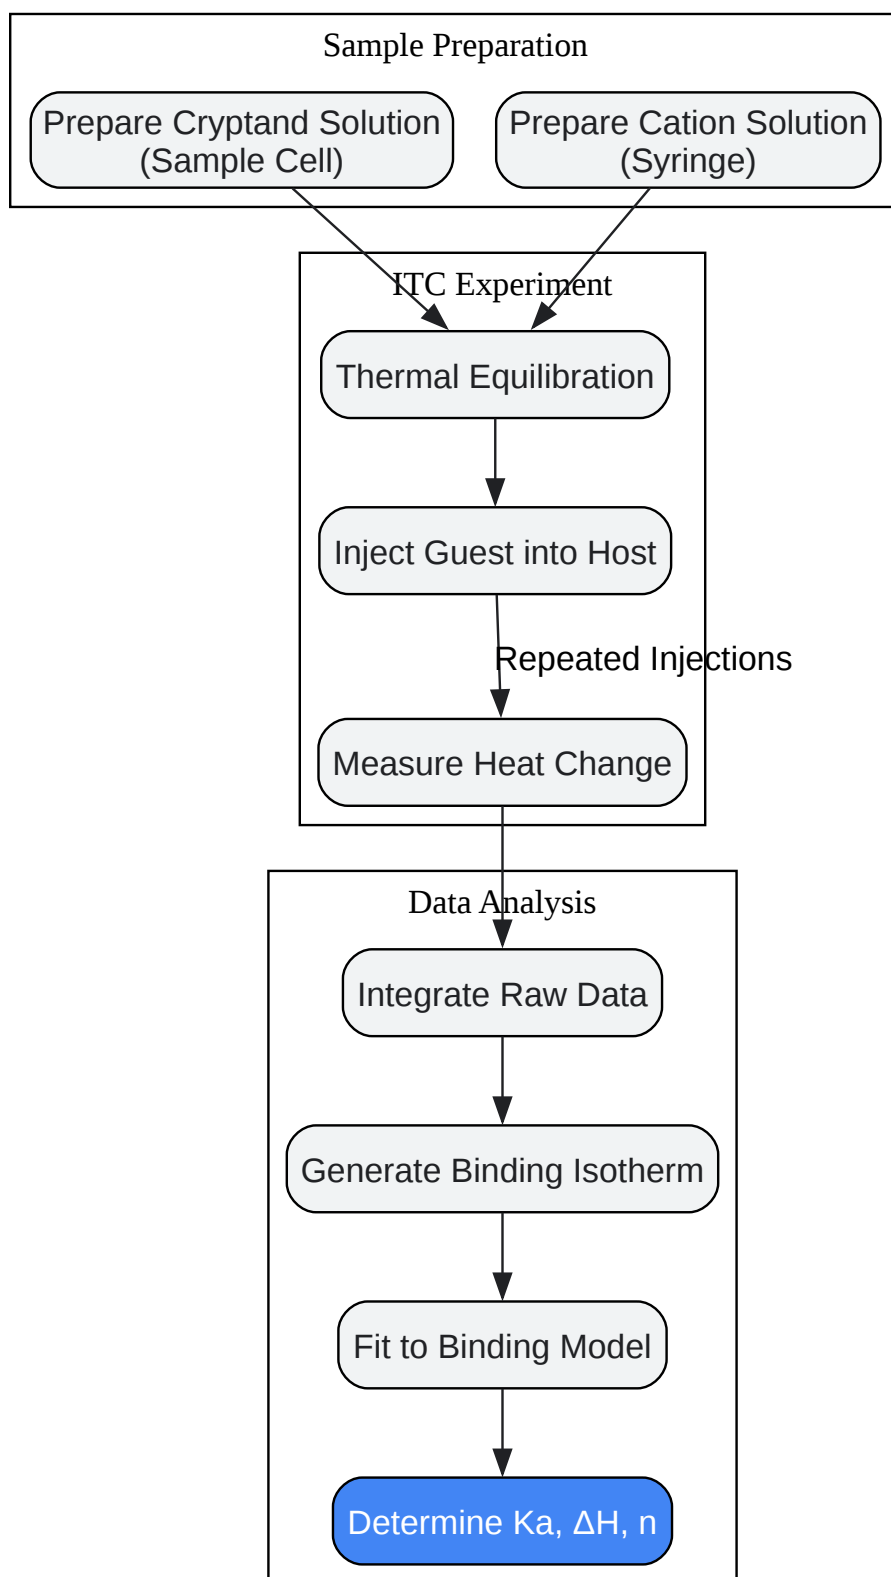 Sample Preparation
Prepare Cryptand Solution
(Sample Cell)
Prepare Cation Solution
(Syringe)
ITC Experiment
Thermal Equilibration
Inject Guest into Host
Repeated Injections
Measure Heat Change
Data Analysis
Integrate Raw Data
Generate Binding Isotherm
Fit to Binding Model
Determine Ka, ΔH, n